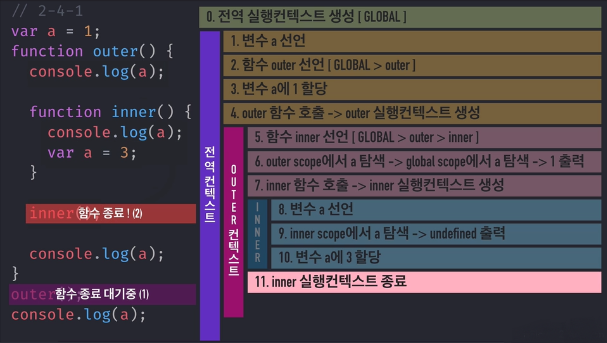 // 2-4-1
var a = 1;
function outer() {
console.log(a);
function inner() {
console.log(a);
var a = 3;
}
함수 종료 ! (2)
console.log(a);
}
함수 종료 대기중 (1)
console.log(a);
0. 전역 실행컨텍스트 생성 [ GLOBAL ]
전역 컨텍스트
1. 변수 a 선언
2. 함수 outer 선언 [ GLOBAL > outer ]
3. 변수 a에 1 할당
4. outer 함수 호출 -> outer 실행컨텍스트 생성
OUTER 컨텍스트
5. 함수 inner 선언 [ GLOBAL > outer > inner ]
6. outer scope에서 a 탐색 -> global scope에서 a 탐색 -> 1 출력
7. inner 함수 호출 -> inner 실행컨텍스트 생성
INNER
8. 변수 a 선언
9. inner scope에서 a 탐색 -> undefined 출력
10. 변수 a에 3 할당
11. inner 실행컨텍스트 종료